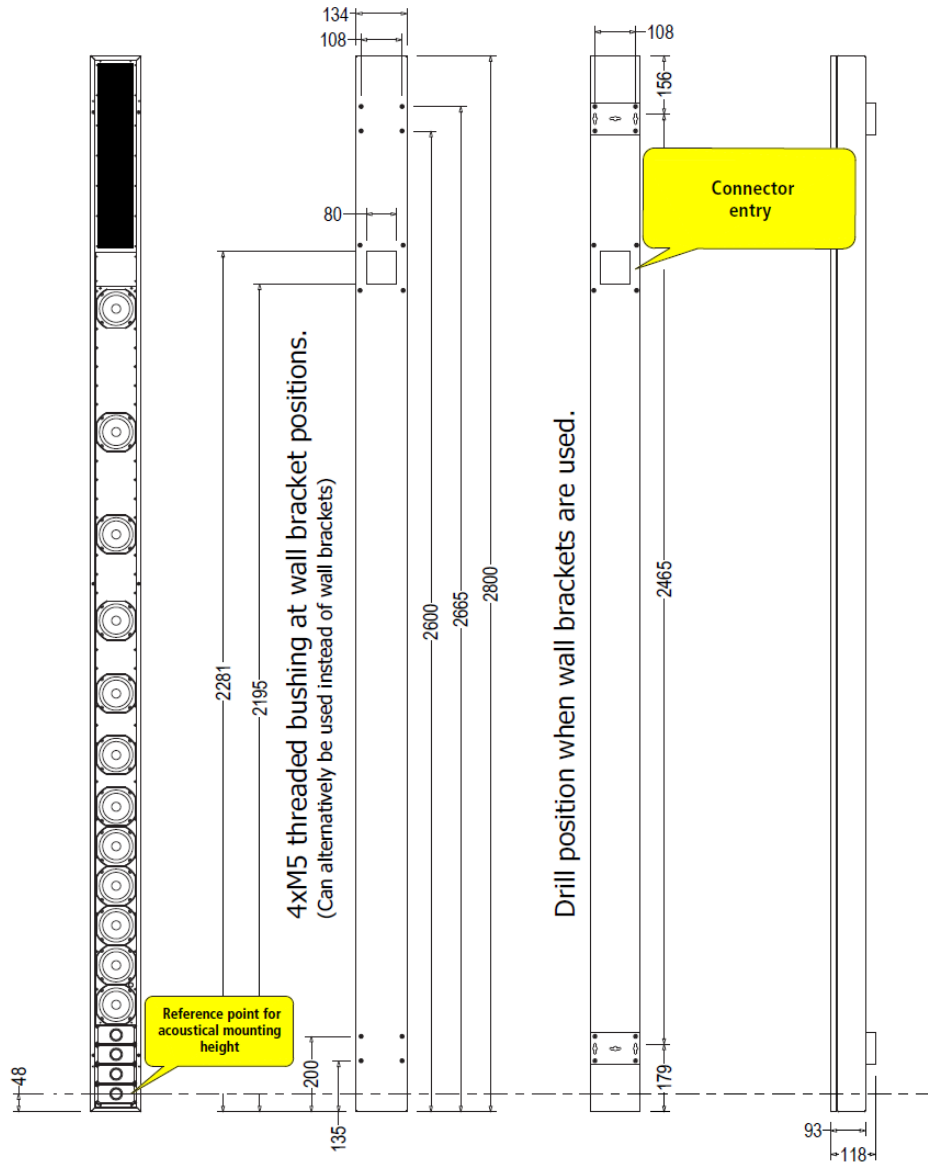 134
108
108
156
Connector
entry
80
4xM5 threaded bushing at wall bracket positions.
(Can alternatively be used instead of wall brackets)
Drill position when wall brackets are used.
2281
2195
2600
2665
2800
2465
Reference point for
acoustical mounting
height
48
200
135
179
93
118